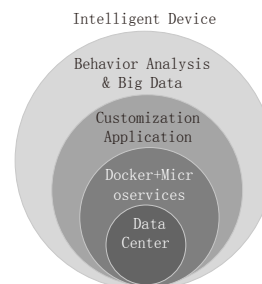 Intelligent Device
Behavior Analysis
& Big Data
Customization
Application
Docker+Micr
oservices
Data
Center